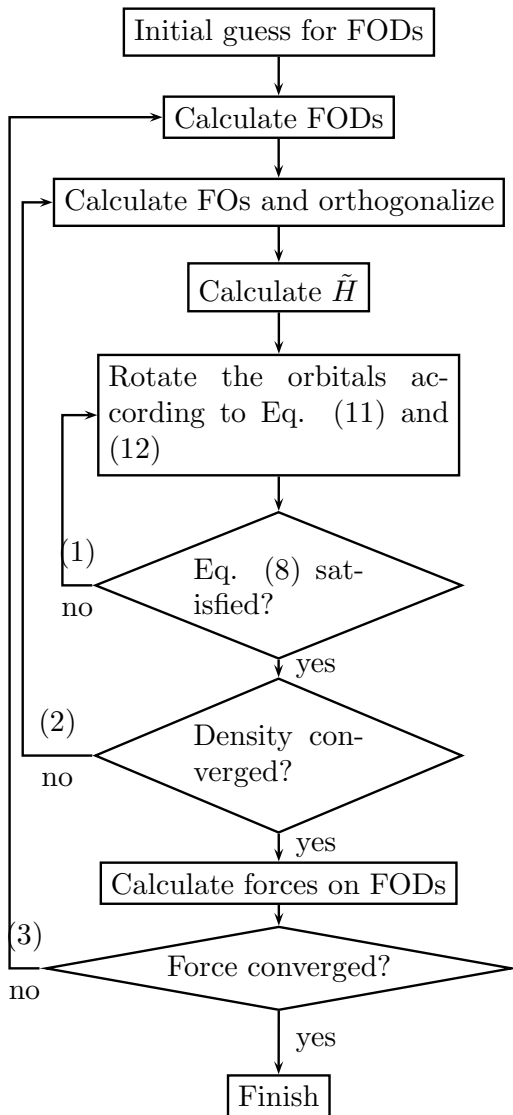 Initial guess for FODs
Calculate FODs
Calculate FOs and orthogonalize
Calculate H̃
Rotate the orbitals ac-
cording to Eq. (11) and
(12)
(1)
no
Eq. (8) sat-
isfied?
yes
(2)
no
Density con-
verged?
yes
Calculate forces on FODs
(3)
no
Force converged?
yes
Finish